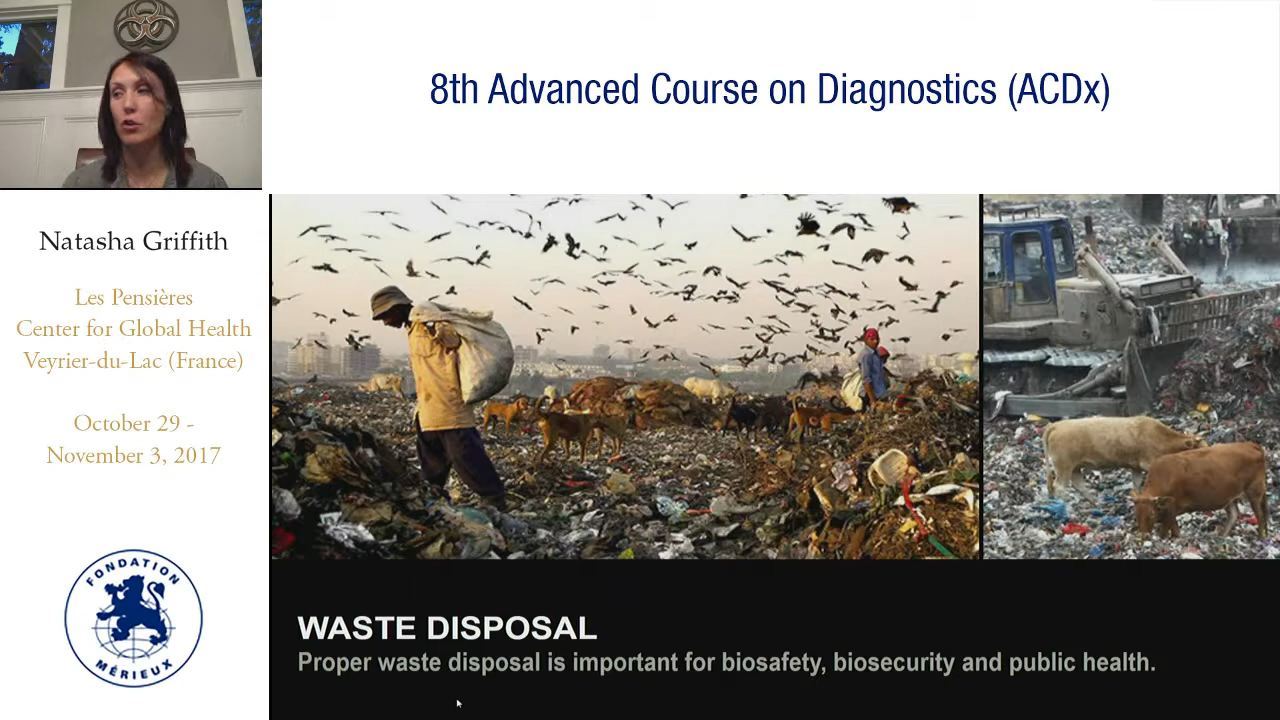 8th Advanced Course on Diagnostics (ACDx)
Natasha Griffith
Les Pensières
Center for Global Health
Veyrier-du-Lac (France)
October 29 -
November 3, 2017
FONDATION
MÉRIEUX
WASTE DISPOSAL
Proper waste disposal is important for biosafety, biosecurity and public health.